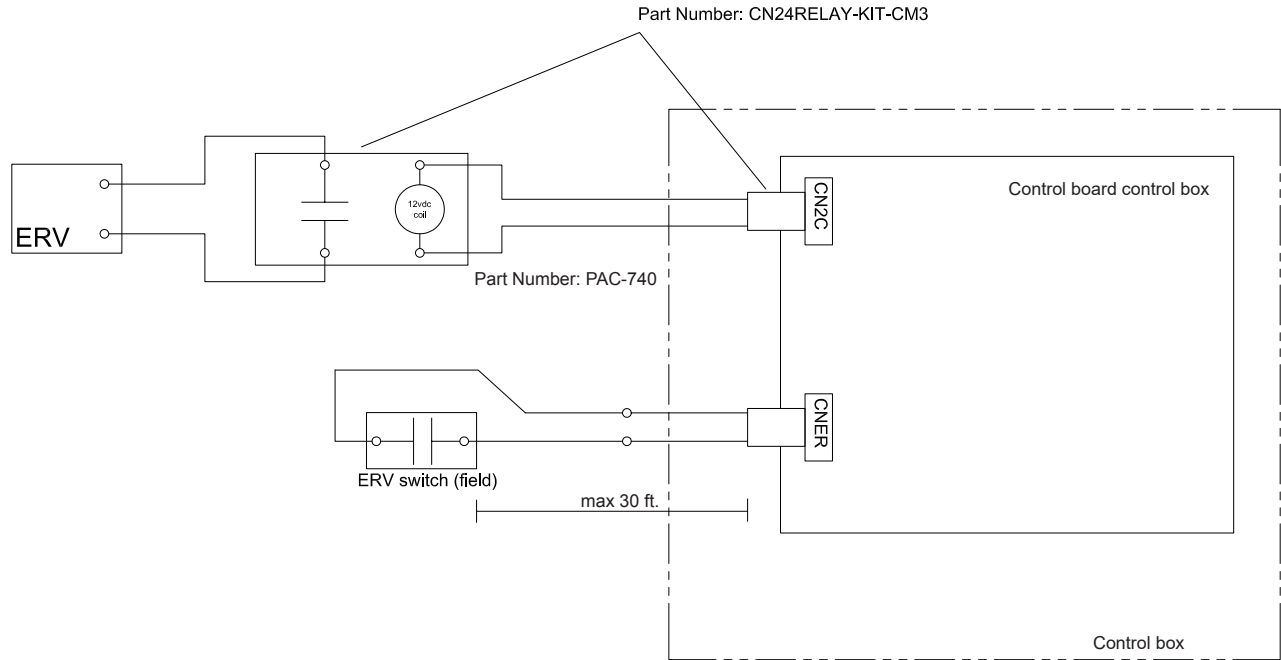 Part Number: CN24RELAY-KIT-CM3
Control board control box
CN2C
12vdc
coil
ERV
Part Number: PAC-740
CNER
ERV switch (field)
max 30 ft.
Control box